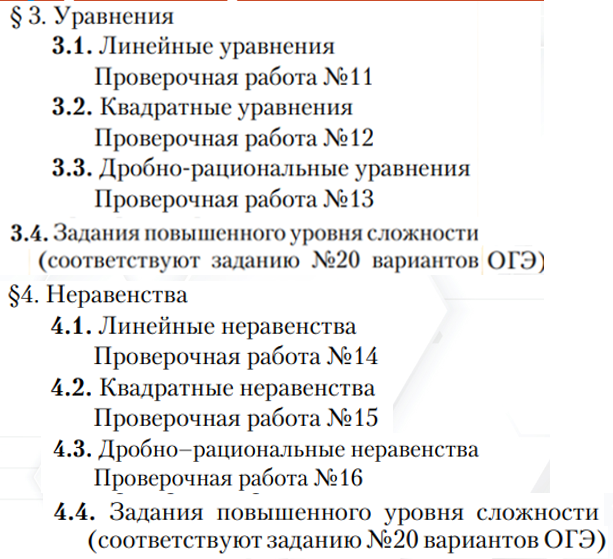 § 3. Уравнения
3.1. Линейные уравнения
Проверочная работа №11
3.2. Квадратные уравнения
Проверочная работа №12
3.3. Дробно-рациональные уравнения
Проверочная работа №13
3.4. Задания повышенного уровня сложности
(соответствуют заданию №20 вариантов ОГЭ)
§4. Неравенства
4.1. Линейные неравенства
Проверочная работа №14
4.2. Квадратные неравенства
Проверочная работа №15
4.3. Дробно–рациональные неравенства
Проверочная работа №16
4.4. Задания повышенного уровня сложности
(соответствуют заданию №20 вариантов ОГЭ)